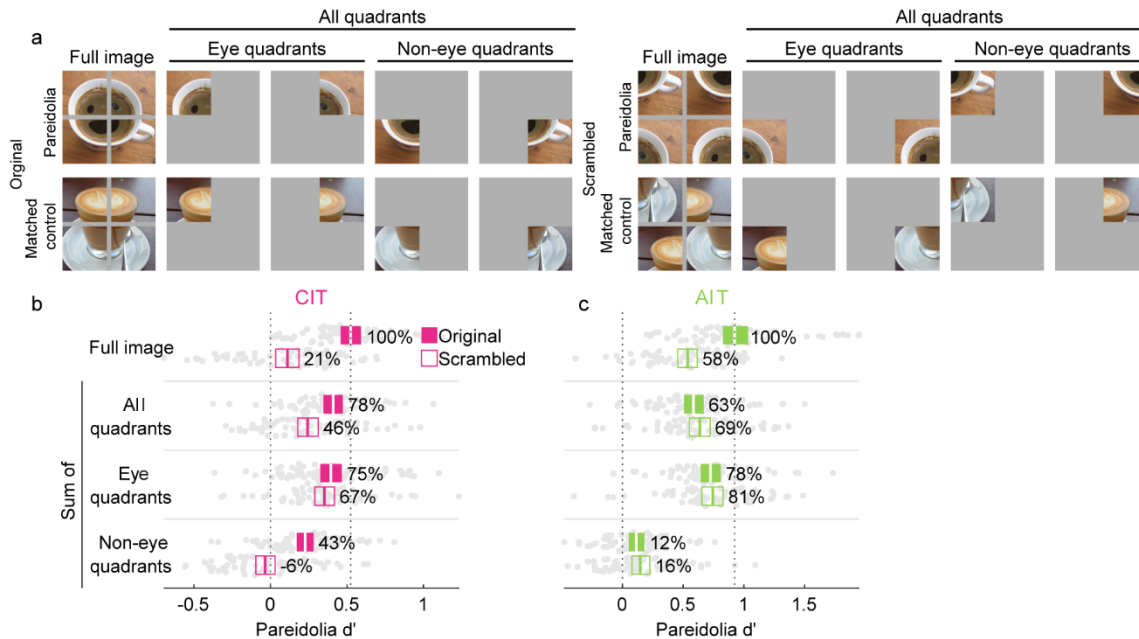 a
All quadrants
All quadrants
Full image
Eye quadrants
Non-eye quadrants
Full image
Eye quadrants
Non-eye quadrants
Orginal
Pareidolia
Matched
control
Scrambled
Pareidolia
Matched
control
b
CIT
c
AIT
Full image
100%
Original
21%
Scrambled
100%
58%
Sum of
All
quadrants
78%
46%
63%
69%
Eye
quadrants
75%
67%
78%
81%
Non-eye
quadrants
43%
-6%
12%
16%
-0.5 0 0.5 1
Pareidolia d'
0 0.5 1 1.5
Pareidolia d'